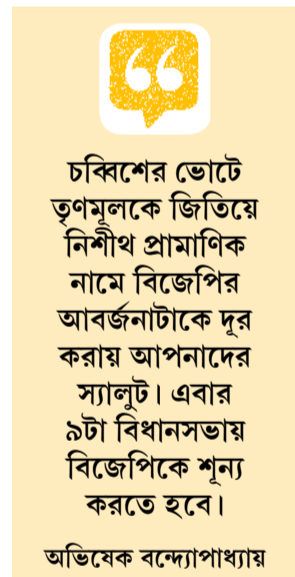 চব্বিশের ভোটে
তৃণমূলকে জিতিয়ে
নিশীথ প্রামাণিক
নামে বিজেপির
আবর্জনাটাকে দূর
করায় আপনাদের
স্যালুট। এবার
৯টা বিধানসভায়
বিজেপিকে শূন্য
করতে হবে।
অভিষেক বন্দ্যোপাধ্যায়